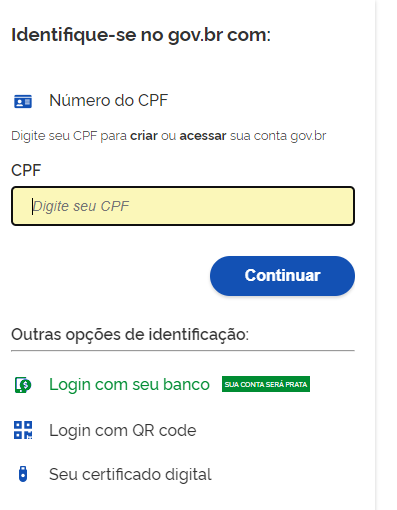 Identifique-se no gov.br com:
Número do CPF
Digite seu CPF para criar ou acessar sua conta gov.br
CPF
Digite seu CPF
Continuar
Outras opções de identificação:
Login com seu banco SUA CONTA SERÁ PRATA
Login com QR code
Seu certificado digital